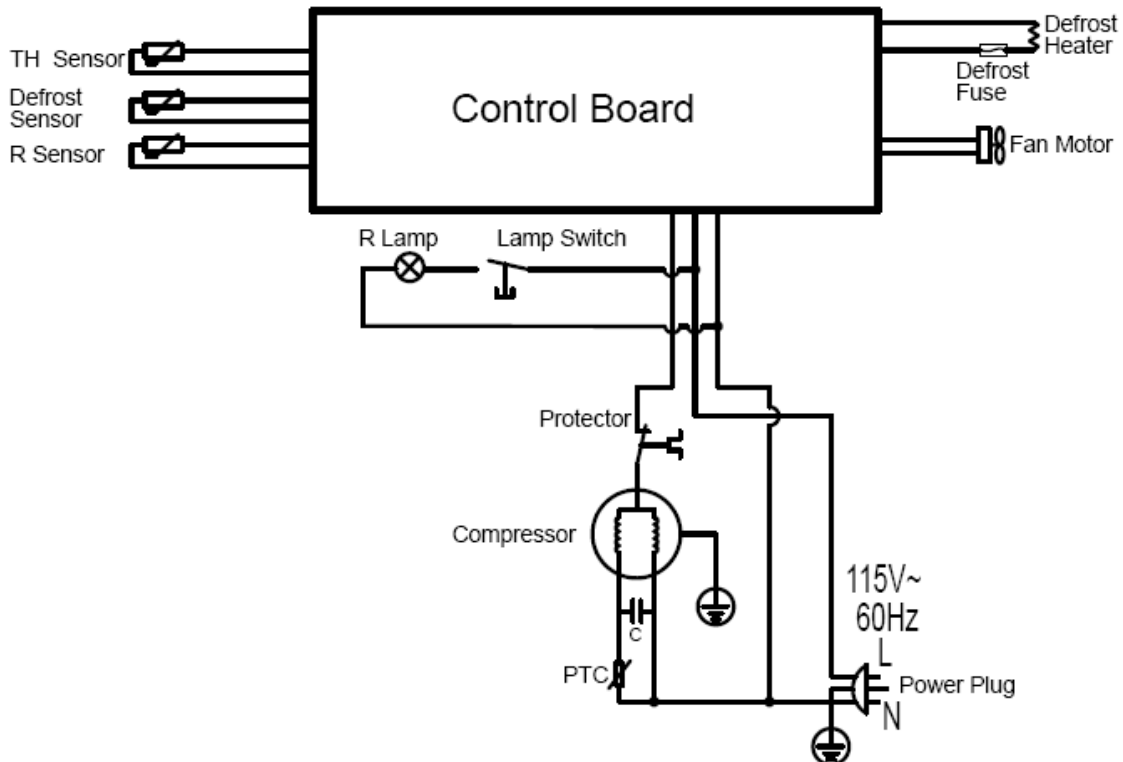 TH Sensor
Defrost
Sensor
R Sensor
Control Board
Defrost
Heater
Defrost
Fuse
Fan Motor
R Lamp
Lamp Switch
Protector
Compressor
C
PTC
115V~
60Hz
L
Power Plug
N